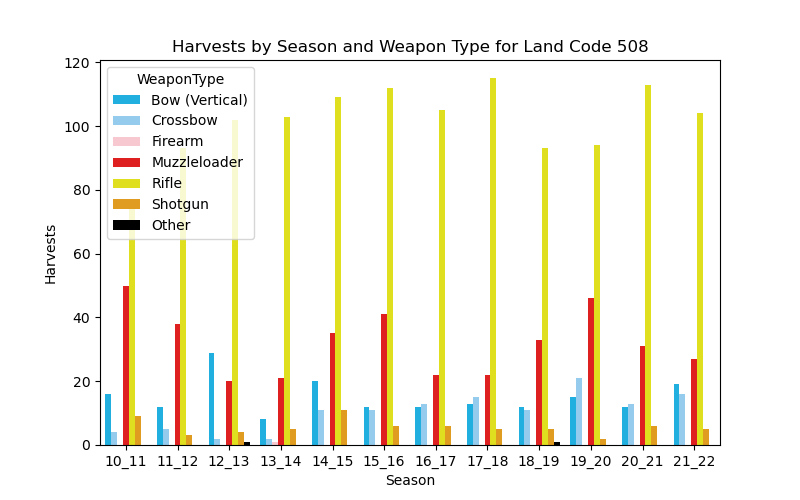 Harvests by Season and Weapon Type for Land Code 508
120
100
80
60
40
20
0
Harvests
WeaponType
Bow (Vertical)
Crossbow
Firearm
Muzzleloader
Rifle
Shotgun
Other
10_11 11_12 12_13 13_14 14_15 15_16 16_17 17_18 18_19 19_20 20_21 21_22
Season